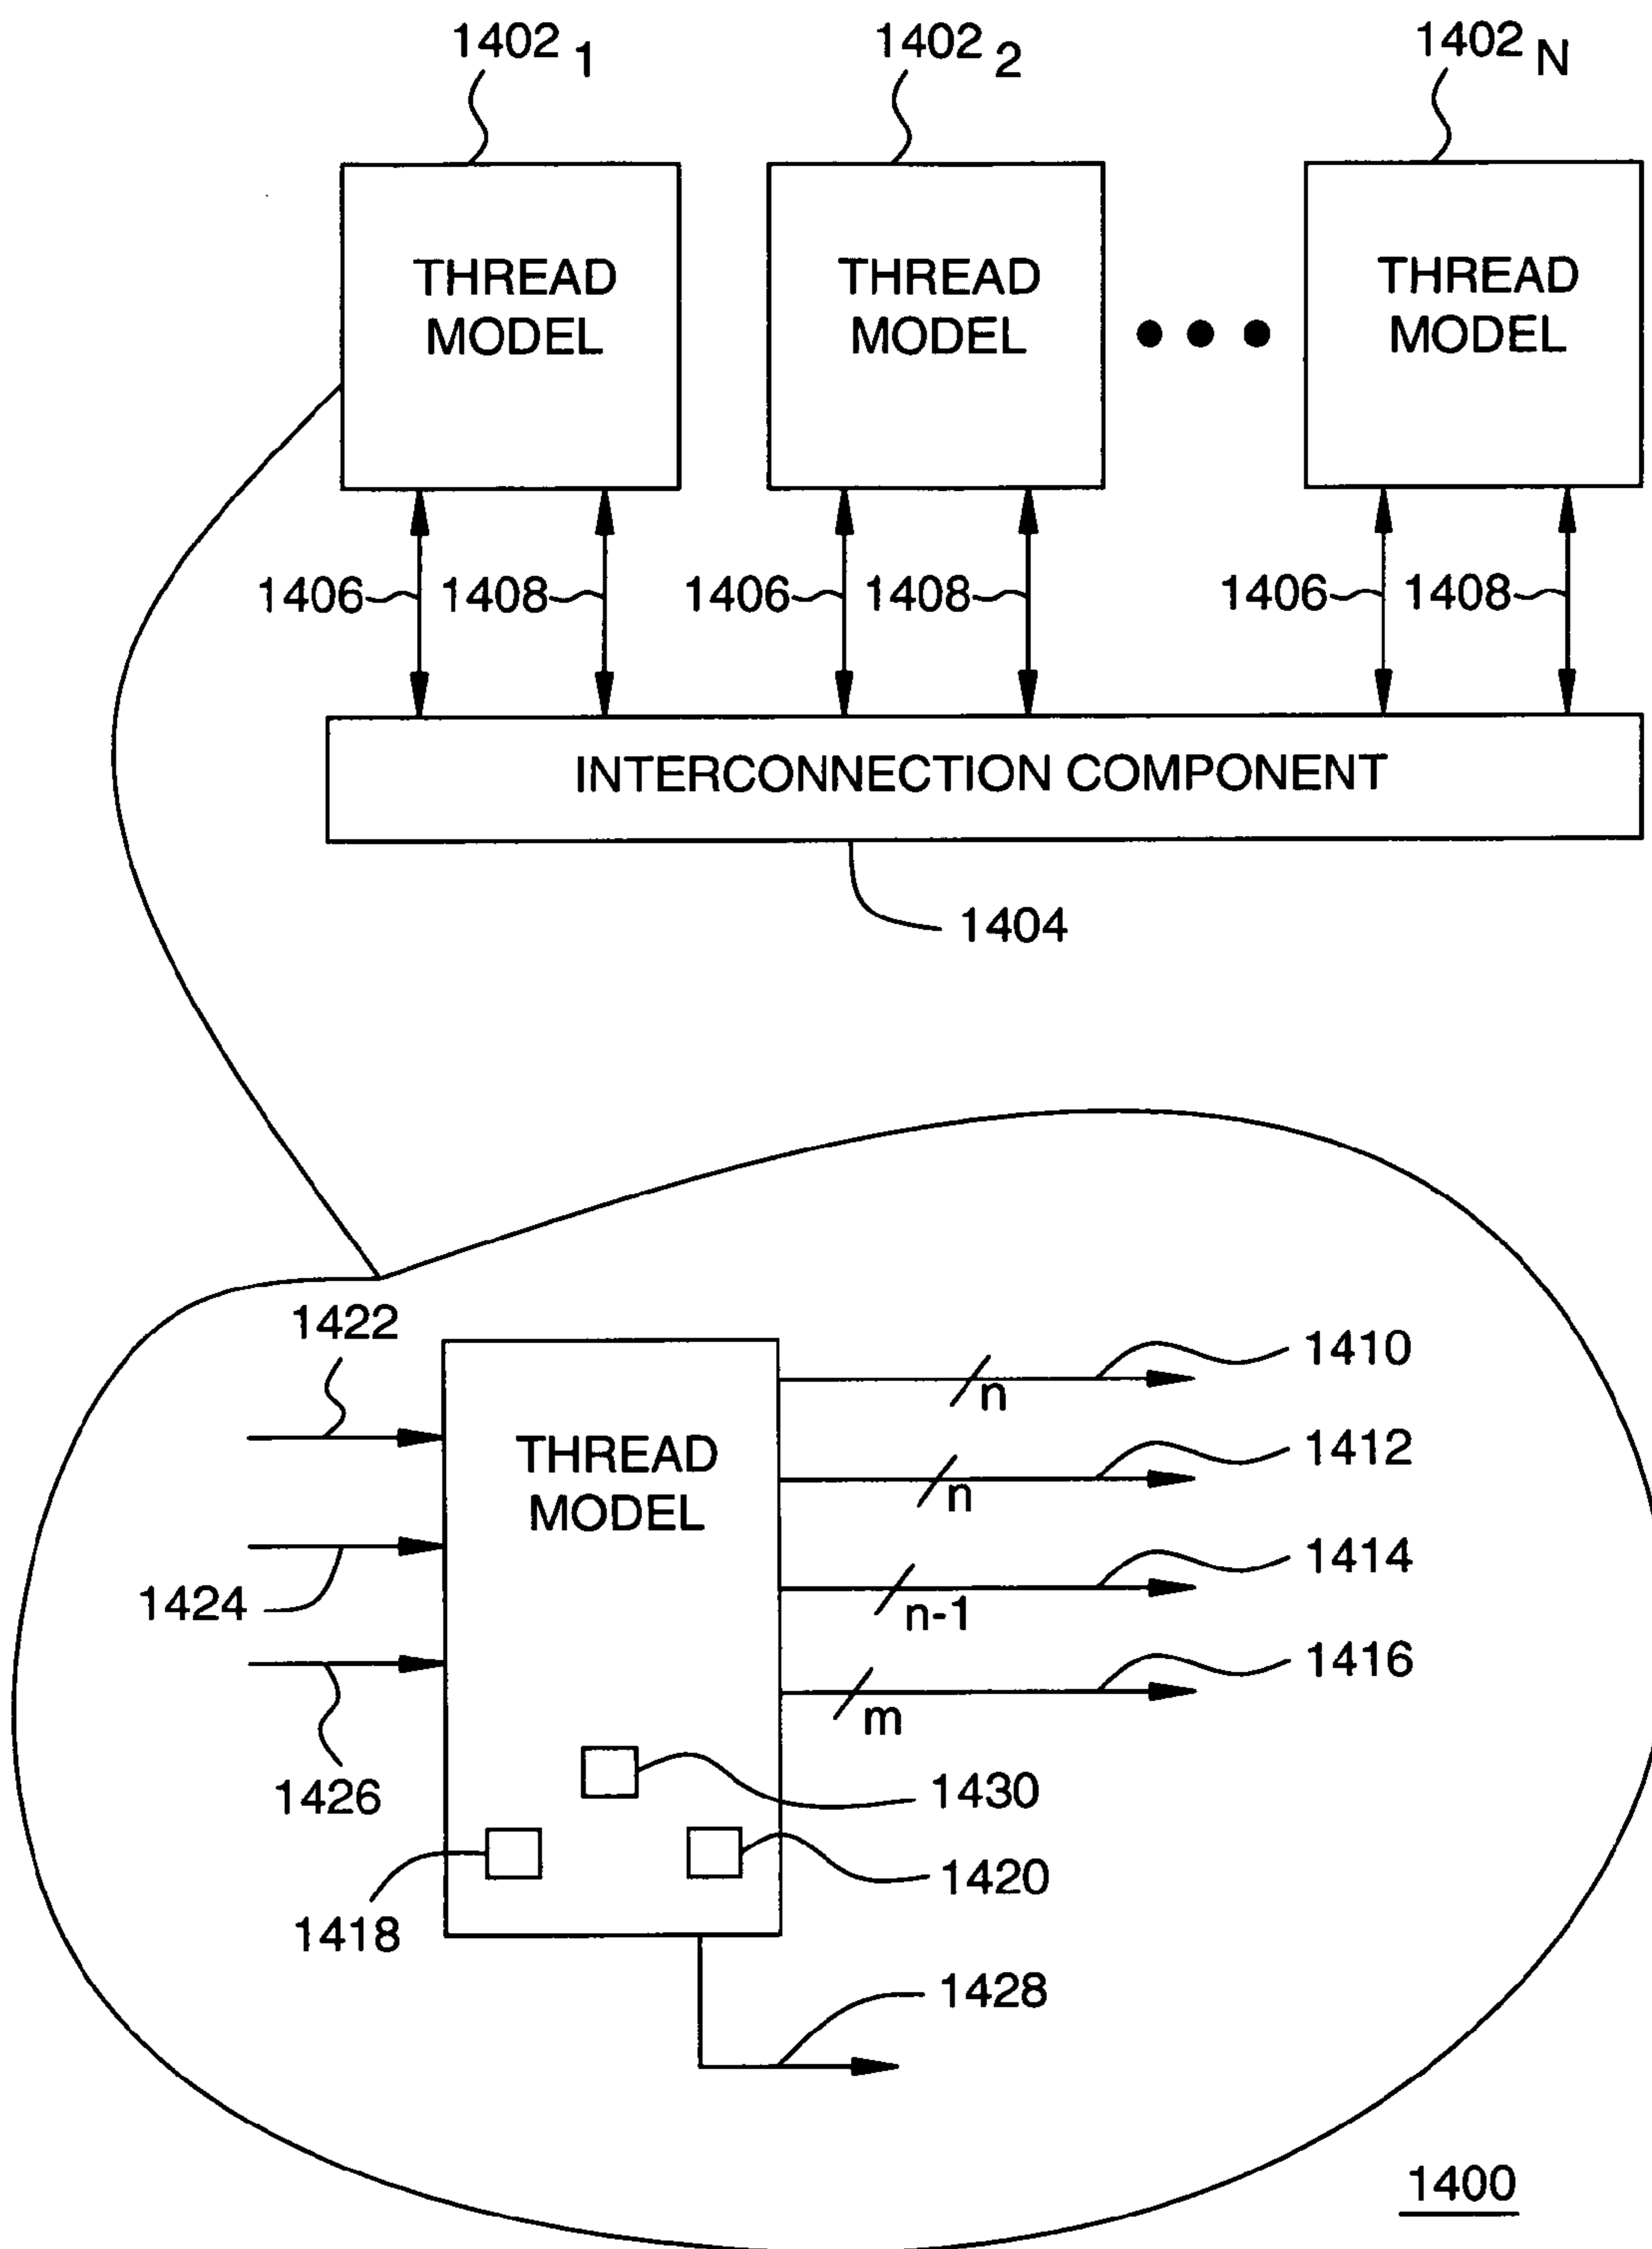 1402 1 1402 2 1402 N
THREAD MODEL THREAD MODEL THREAD MODEL
1406 1408 1406 1408 1406 1408
INTERCONNECTION COMPONENT
1404
1422
THREAD
MODEL
1424
1426
1418
n
1410
n
1412
n-1
1414
m
1416
1430
1420
1428
1400